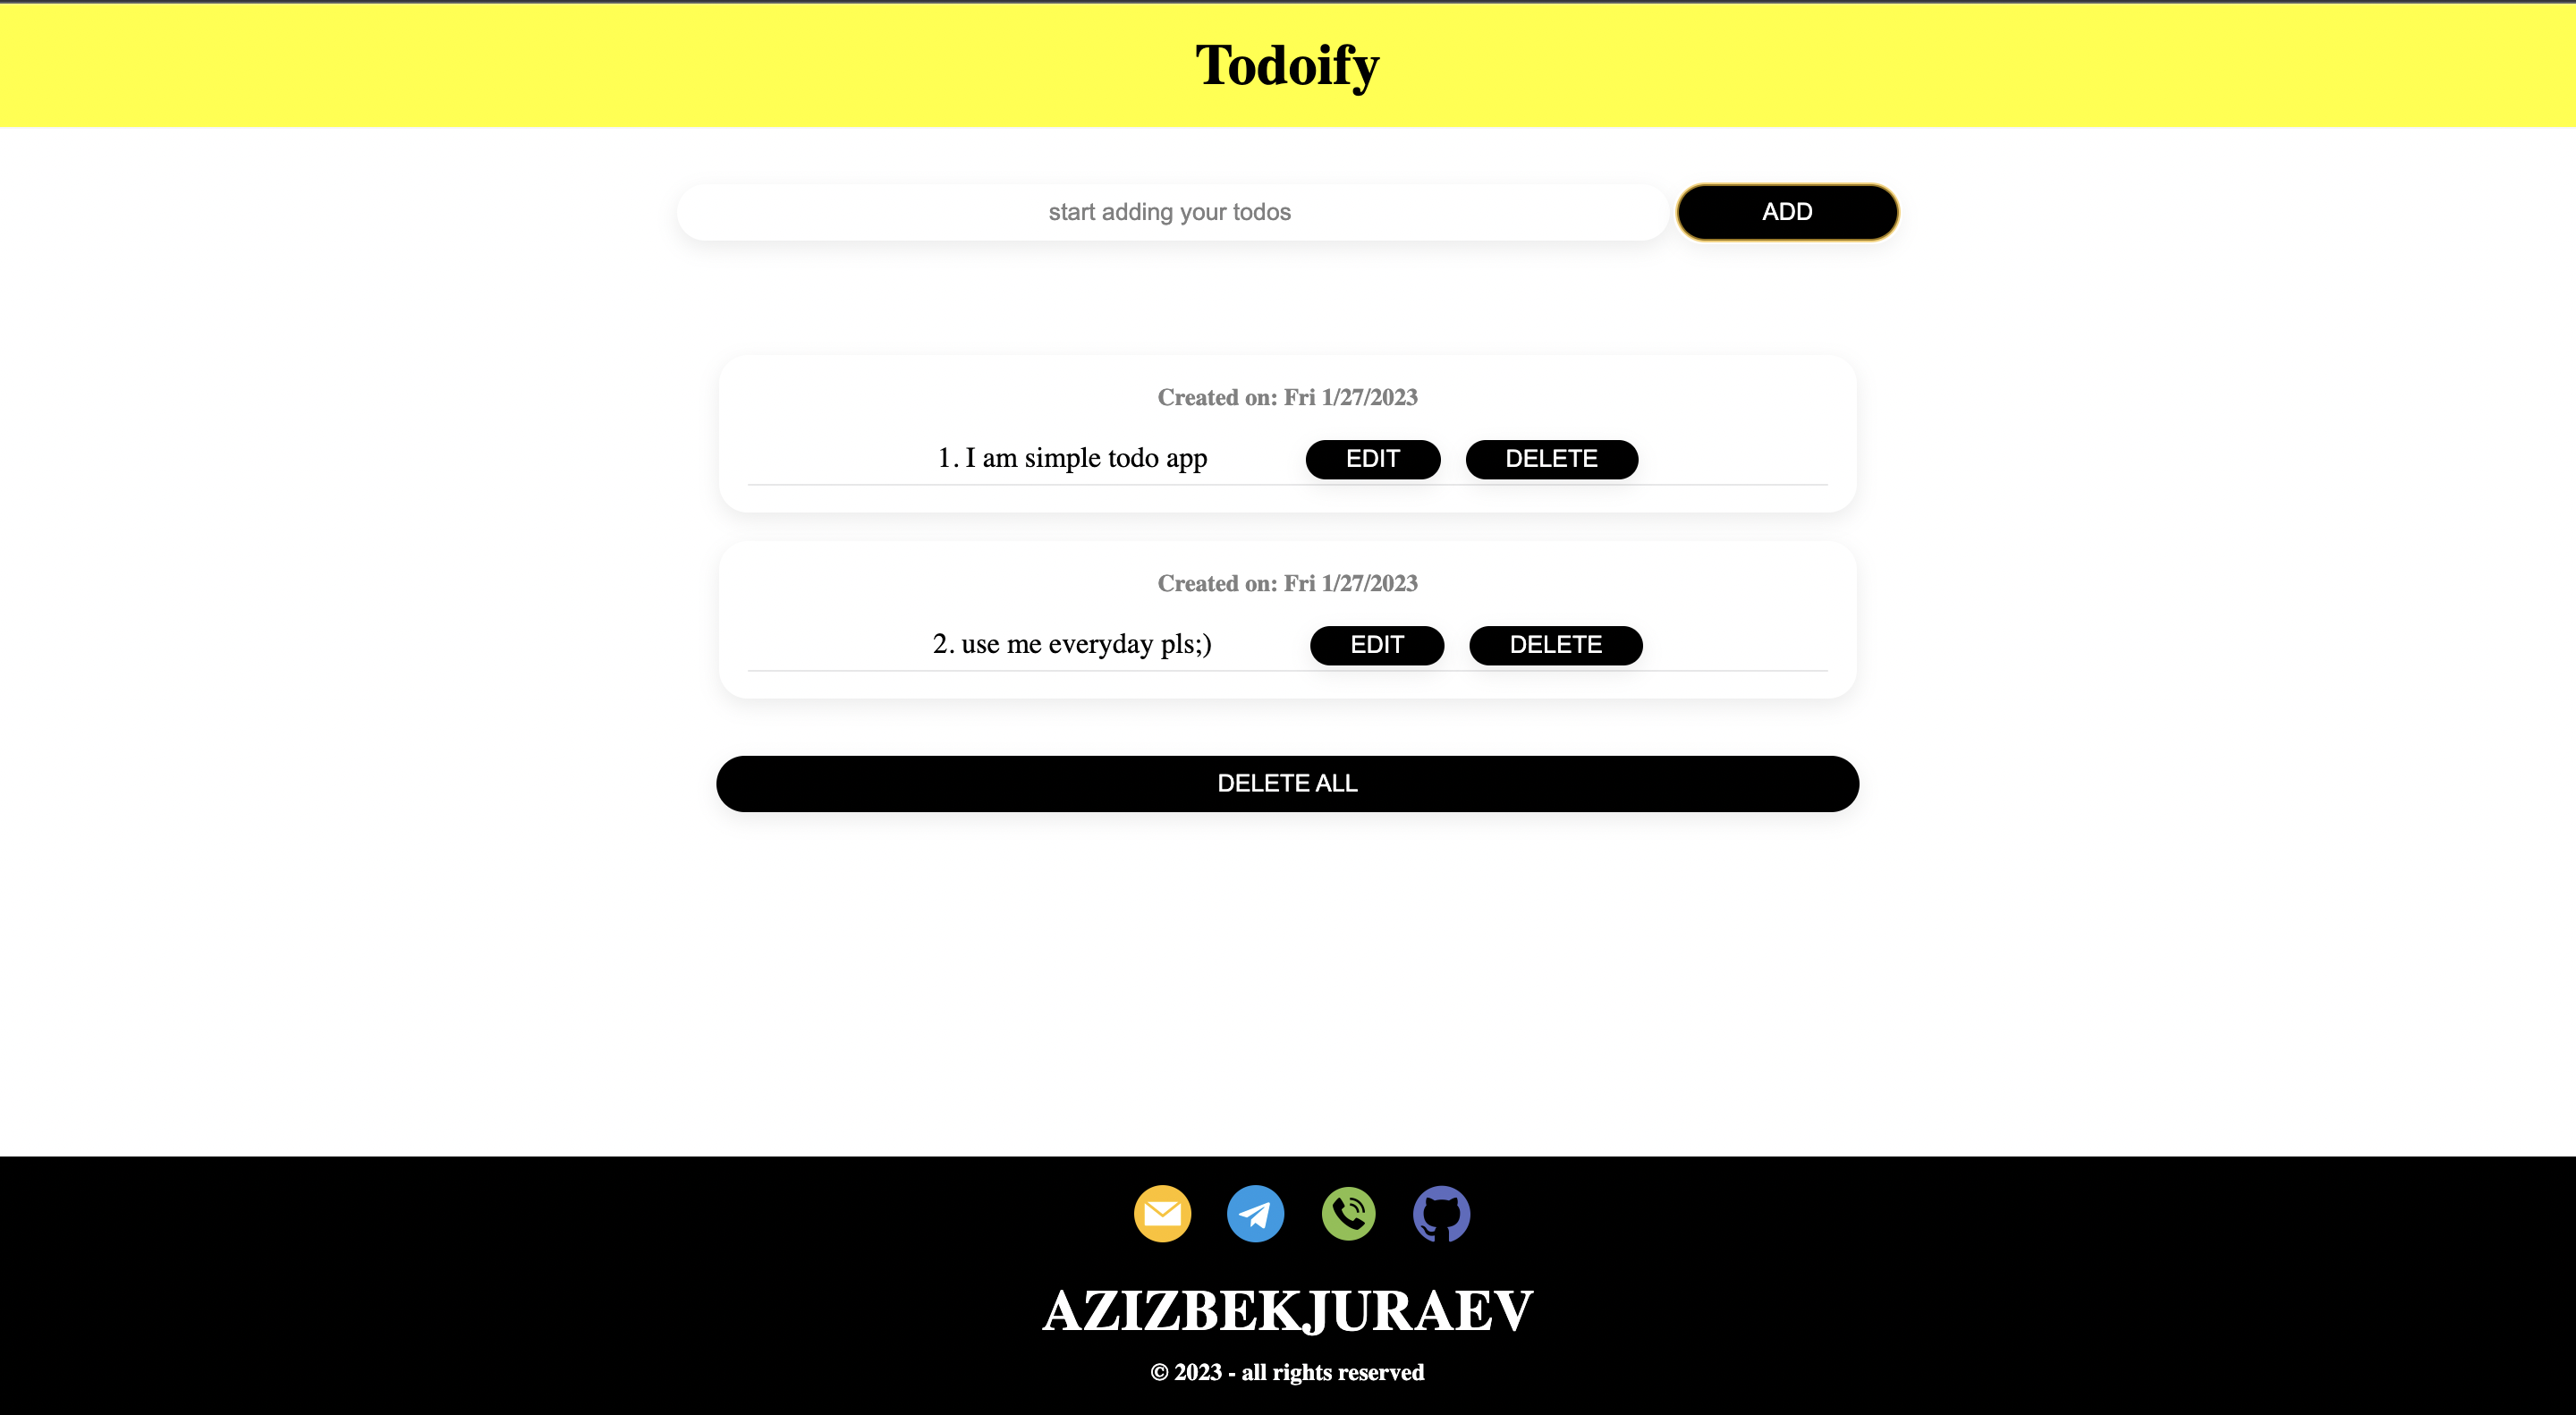 Todoify
start adding your todos ADD
Created on: Fri 1/27/2023
1. I am simple todo app EDIT DELETE
Created on: Fri 1/27/2023
2. use me everyday pls;) EDIT DELETE
DELETE ALL
AZIZBEKJURAEV
© 2023 - all rights reserved